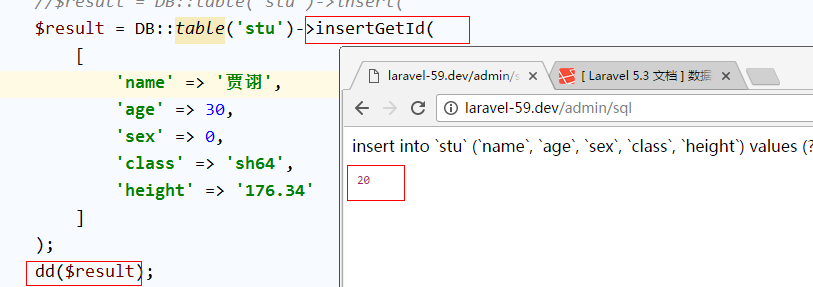 //$result = DB::table('stu')->insert(
$result = DB::table('stu')->insertGetId(
[
'name' => '贾诩',
'age' => 30,
'sex' => 0,
'class' => 'sh64',
'height' => '176.34'
]
);
dd($result);
laravel-59.dev/admin/s
[ Laravel 5.3 文档 ] 数据
laravel-59.dev/admin/sql
insert into `stu` (`name`, `age`, `sex`, `class`, `height`) values (?
20